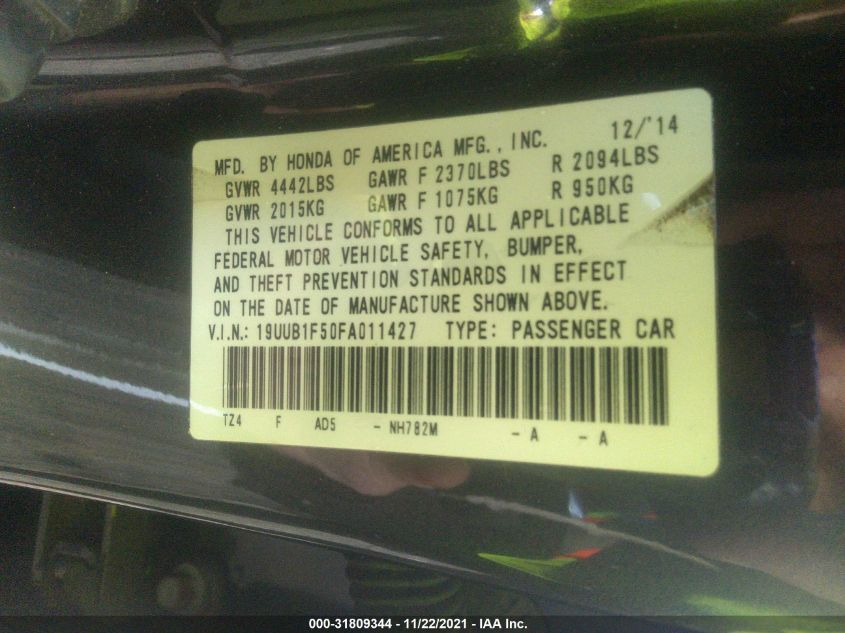 12/'14
MFD. BY HONDA OF AMERICA MFG., INC.
GVWR 4442LBS GAWR F 2370LBS R 2094LBS
GVWR 2015KG GAWR F 1075KG R 950KG
THIS VEHICLE CONFORMS TO ALL APPLICABLE
FEDERAL MOTOR VEHICLE SAFETY, BUMPER,
AND THEFT PREVENTION STANDARDS IN EFFECT
ON THE DATE OF MANUFACTURE SHOWN ABOVE.
V.I.N.: 19UUB1F50FA011427 TYPE: PASSENGER CAR
TZ4 F AD5 - NH782M - A - A
000-31809344 - 11/22/2021 - IAA Inc.